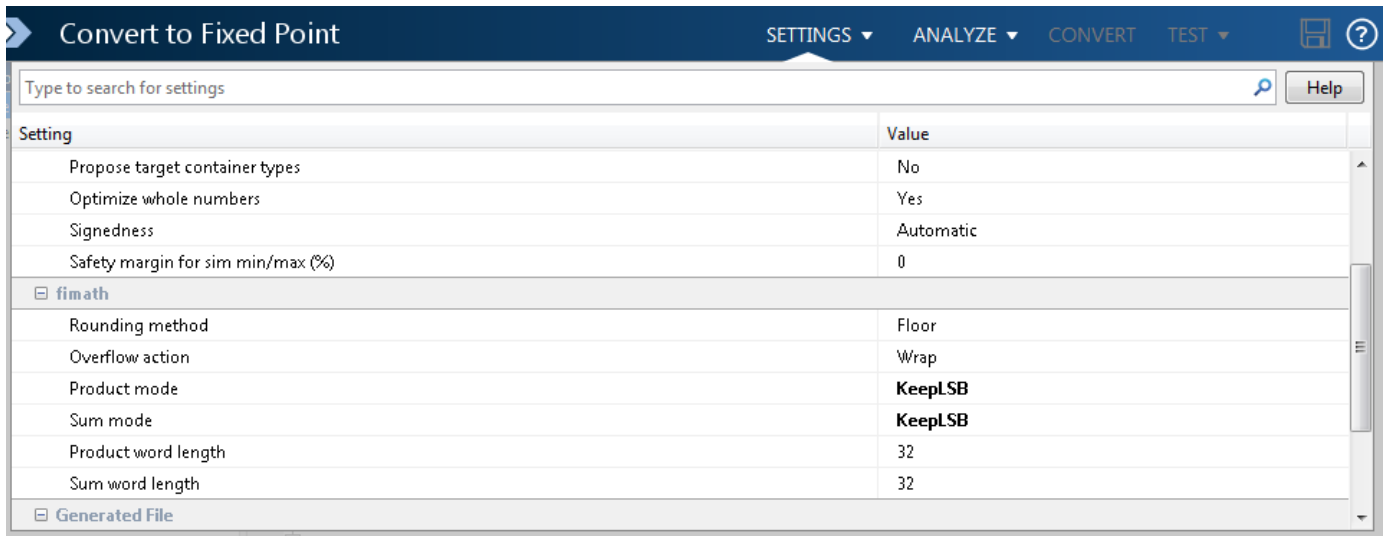 Convert to Fixed Point SETTINGS ANALYZE CONVERT TEST
Type to search for settings Help
Setting Value
Propose target container types No
Optimize whole numbers Yes
Signedness Automatic
Safety margin for sim min/max (%) 0
fimath
Rounding method Floor
Overflow action Wrap
Product mode KeepLSB
Sum mode KeepLSB
Product word length 32
Sum word length 32
Generated File